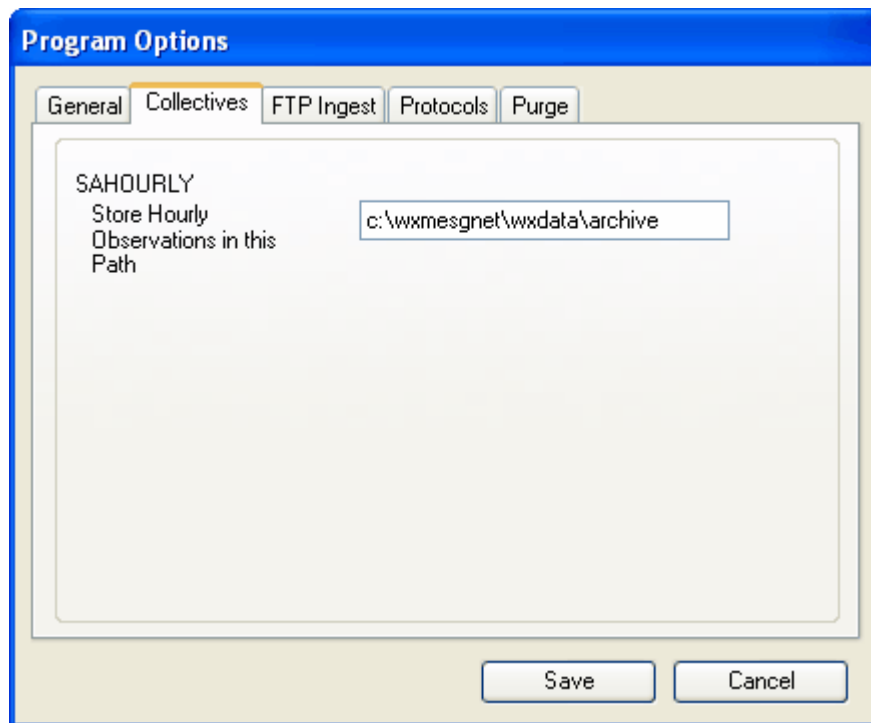 Program Options
General Collectives FTP Ingest Protocols Purge
SAHOURLY
Store Hourly
Observations in this
Path
c:\wxmesgnet\wxdata\archive
Save Cancel